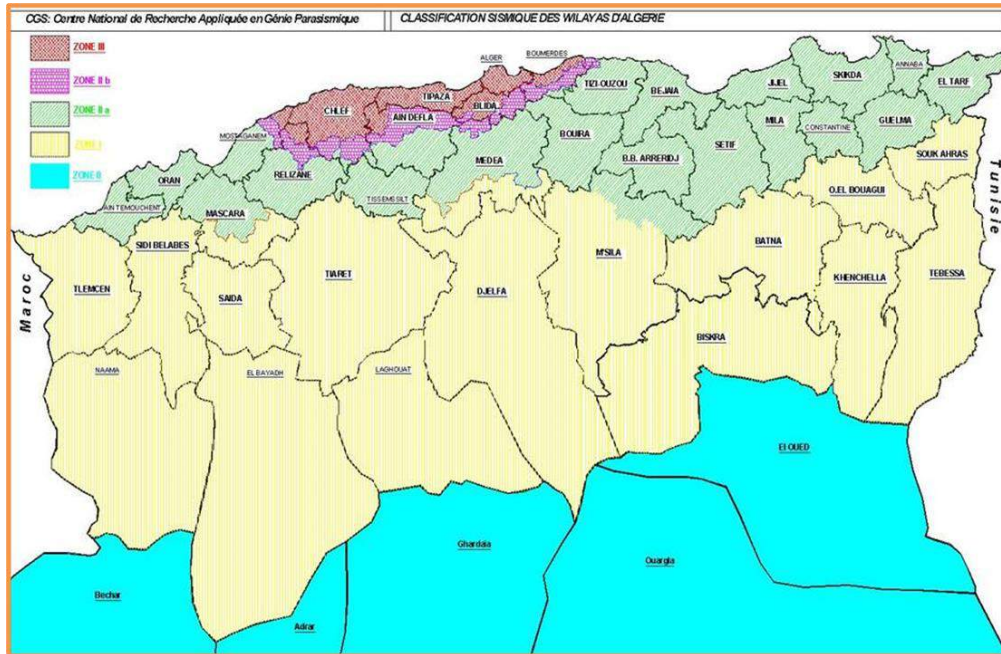 CGS: Centre National de Recherche Appliquée en Génie Parasismique
CLASSIFICATION SISMIQUE DES WILAYAS D'ALGERIE
ZONE III
ZONE II b
ZONE II a
ZONE I
ZONE 0
ALGER
BOUMERDES
TIZI-OUZOU
BEJAIA
JIJEL
SKIKDA
ANNABA
EL TARF
CHLEF
TIPAZA
BLIDA
AIN DEFLA
MOSTAGANEM
BOUIRA
MILA
CONSTANTINE
GUELMA
MEDEA
B.B. ARRERIDJ
SETIF
SOUK AHRAS
ORAN
RELIZANE
O.EL BOUAGUI
AIN TEMOUCHENT
MASCARA
TISSEMSSILT
SIDI BELABES
M'SILA
BATNA
TLEMCEN
SAIDA
TIARET
DJELFA
KHENCHELLA
TEBESSA
BISKRA
NAAMA
EL BAYADH
LAGHOUAT
El OUED
Ghardaia
Ouargla
Bechar
Adrar
Maroc
Tunisie